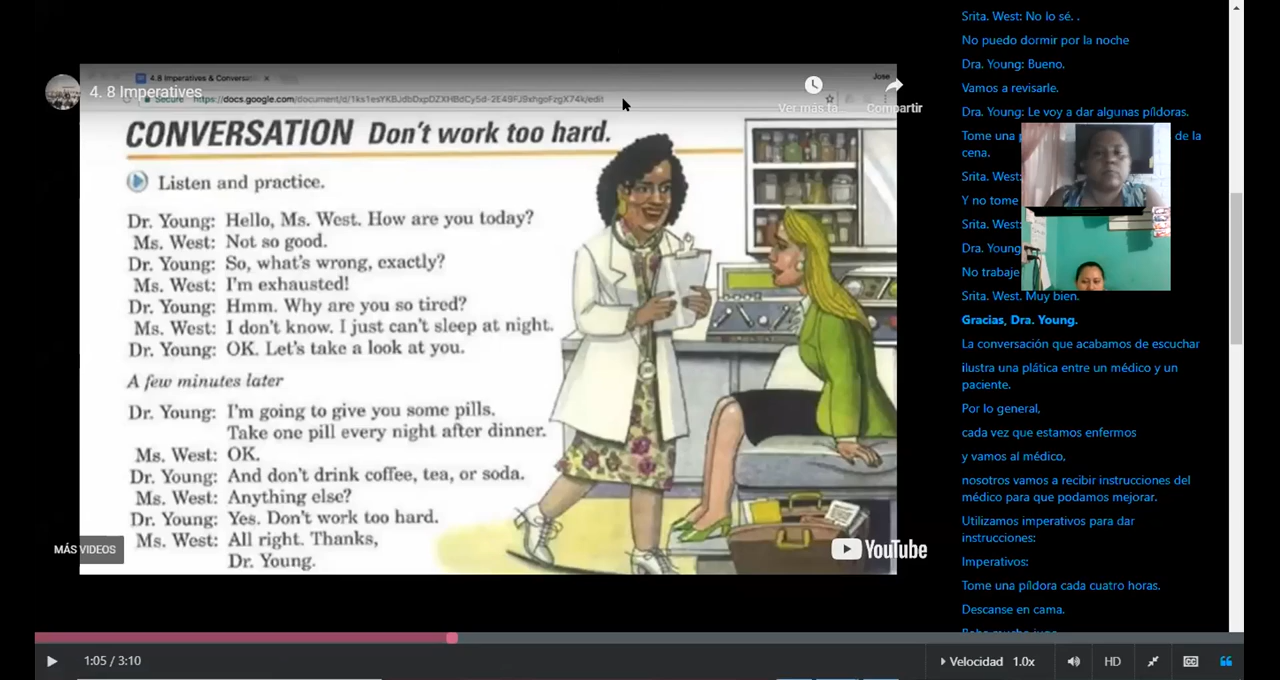 4. 8 Imperatives & Conversa
Jose
4. 8 Imperatives
Secure
Ver más ta
Compartir
CONVERSATION Don't work too hard.
Listen and practice.
Dr. Young: Hello, Ms. West. How are you today?
Ms. West: Not so good.
Dr. Young: So, what's wrong, exactly?
Ms. West: I'm exhausted!
Dr. Young: Hmm. Why are you so tired?
Ms. West: I don't know. I just can't sleep at night.
Dr. Young: OK. Let's take a look at you.
A few minutes later
Dr. Young: I'm going to give you some pills.
Take one pill every night after dinner.
Ms. West: OK.
Dr. Young: And don't drink coffee, tea, or soda.
Ms. West: Anything else?
Dr. Young: Yes. Don't work too hard.
Ms. West: All right. Thanks,
Dr. Young.
MÁS VIDEOS
YouTube
1:05 / 3:10
Velocidad 1.0x
HD
CC
Srita. West: No lo sé. .
No puedo dormir por la noche
Dra. Young: Bueno.
Vamos a revisarle.
Dra. Young: Le voy a dar algunas píldoras.
Tome una de la
cena.
Srita. West:
Y no tome
Srita. West:
Dra. Young
No trabaje
Srita. West. Muy bien.
Gracias, Dra. Young.
La conversación que acabamos de escuchar
ilustra una plática entre un médico y un
paciente.
Por lo general,
cada vez que estamos enfermos
y vamos al médico,
nosotros vamos a recibir instrucciones del
médico para que podamos mejorar.
Utilizamos imperativos para dar
instrucciones:
Imperativos:
Tome una píldora cada cuatro horas.
Descanse en cama.